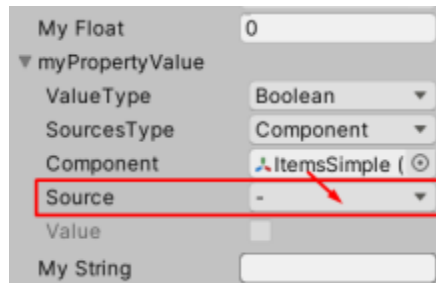 My Float 0
myPropertyValue
ValueType Boolean
SourcesType Component
Component ItemsSimple (
Source -
Value
My String